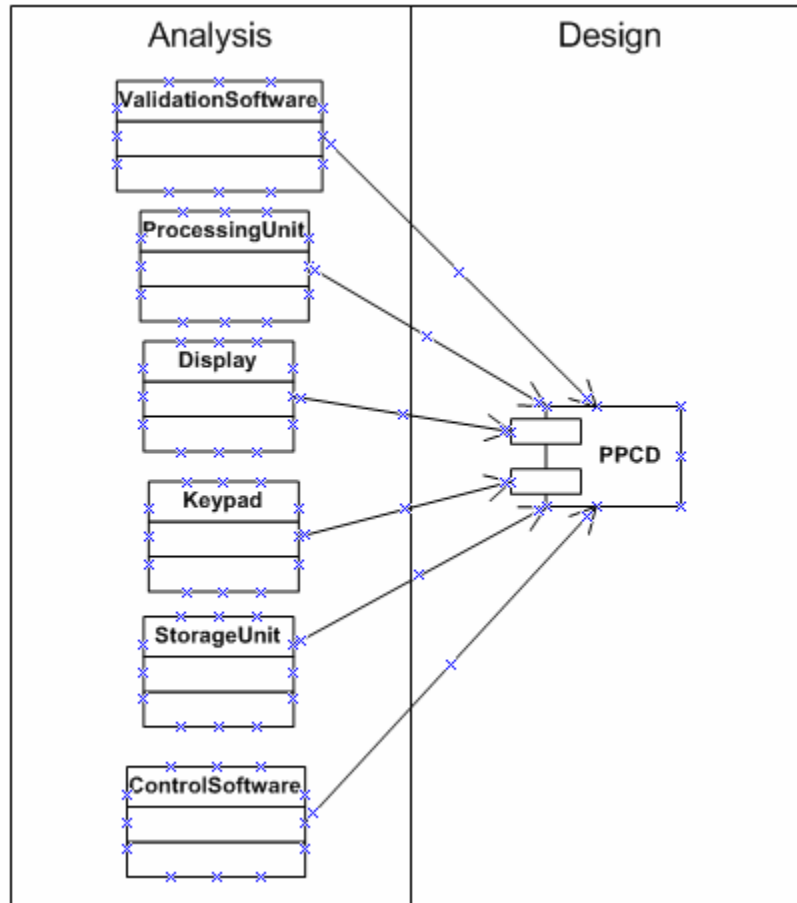 Analysis
Design
ValidationSoftware
ProcessingUnit
Display
PPCD
Keypad
StorageUnit
ControlSoftware